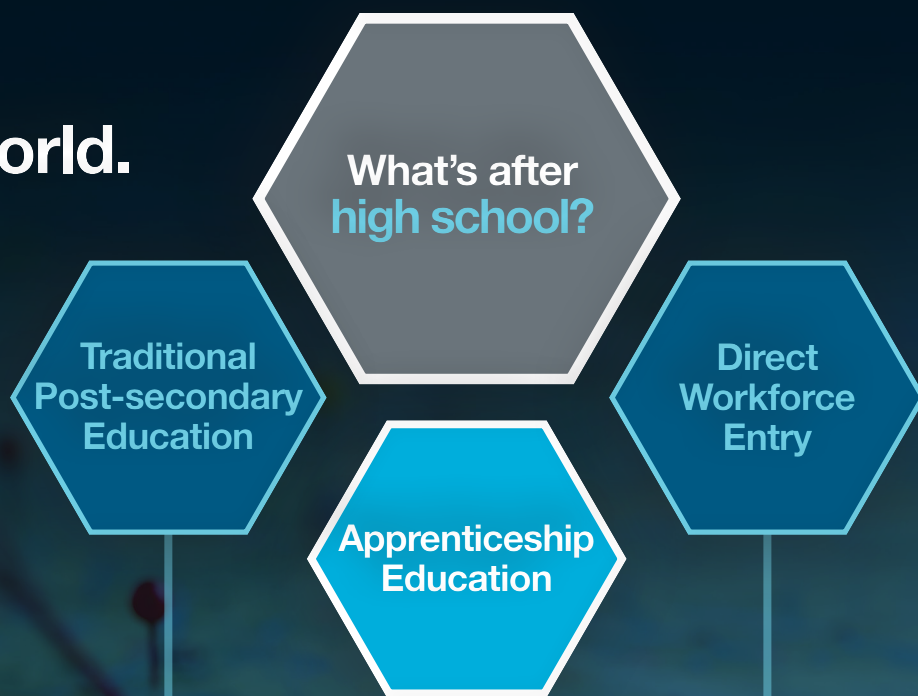 orld.
What’s after
high school?
Traditional
Post-secondary
Education
Direct
Workforce
Entry
Apprenticeship
Education